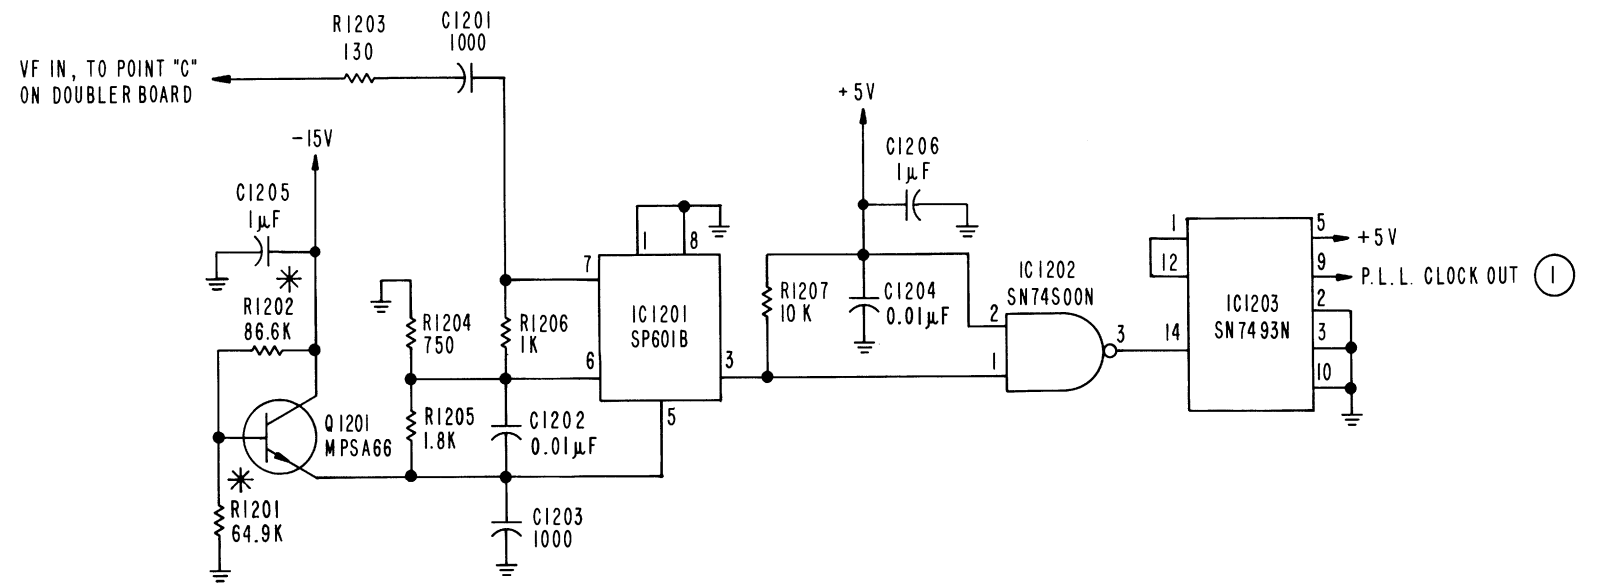 R1203
130
C1201
1000
VF IN, TO POINT "C"
ON DOUBLER BOARD
-15V
C1205
1µF
R1202
86.6K
Q1201
MPSA66
R1201
64.9K
R1204
750
R1205
1.8K
R1206
1K
C1202
0.01µF
C1203
1000
1
8
7
6
IC1201
SP601B
3
5
+5V
C1206
1µF
R1207
10K
C1204
0.01µF
IC1202
SN74S00N
2
1
3
14
1
12
IC1203
SN7493N
5
+5V
9
P.L.L. CLOCK OUT 1
2
3
10